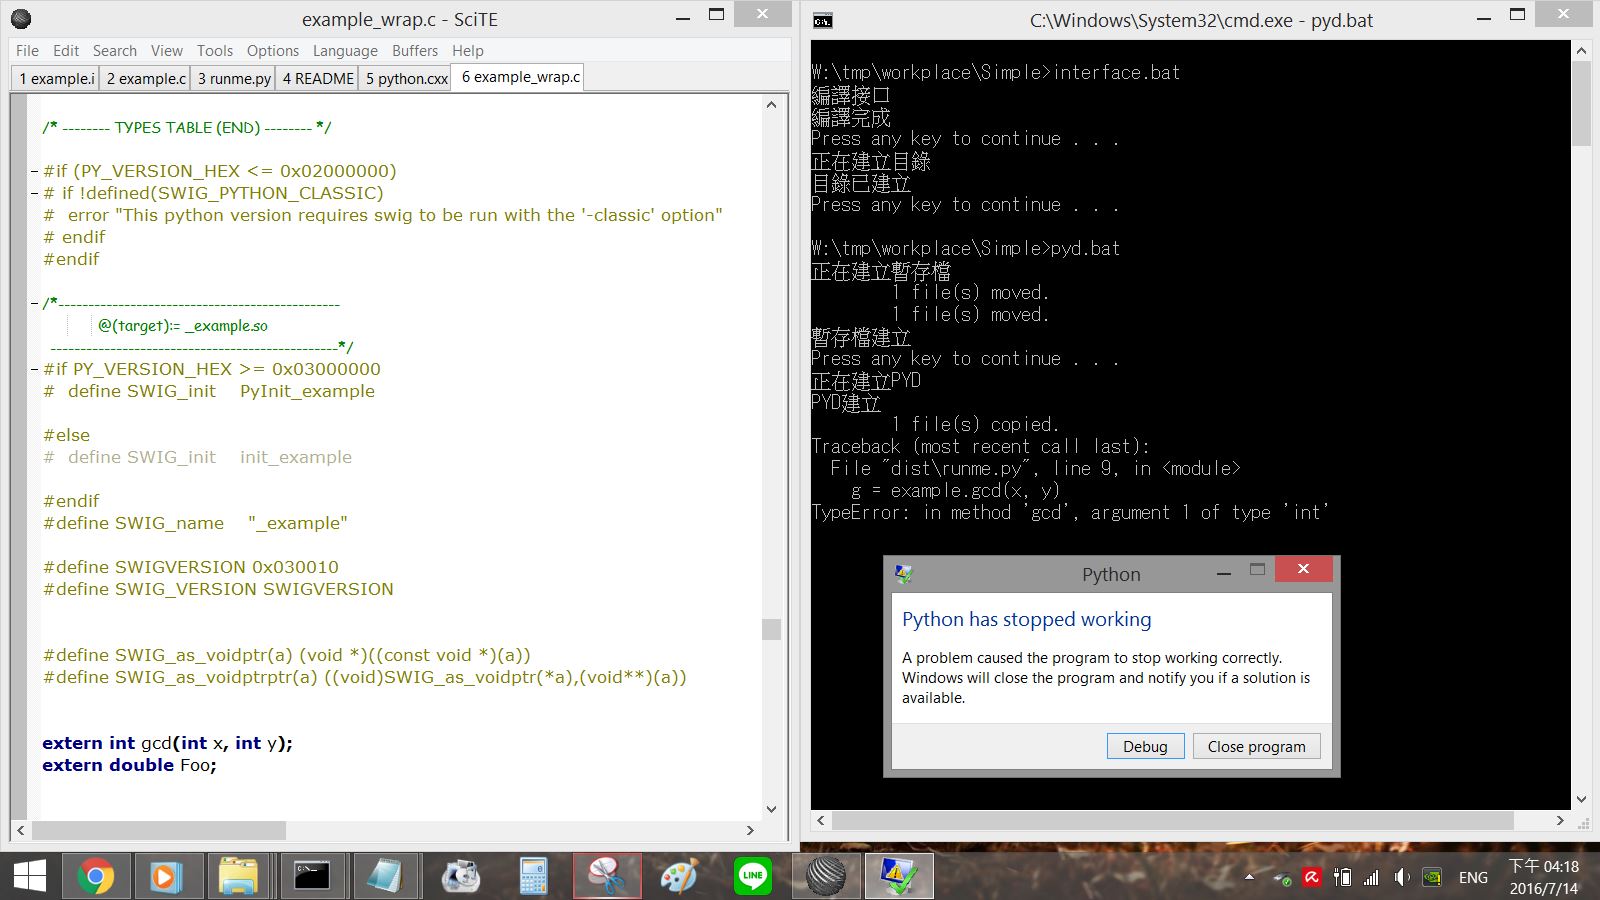 example_wrap.c - SciTE
File Edit Search View Tools Options Language Buffers Help
1 example.i 2 example.c 3 runme.py 4 README 5 python.cxx 6 example_wrap.c
/* -------- TYPES TABLE (END) -------- */
#if (PY_VERSION_HEX <= 0x02000000)
# if !defined(SWIG_PYTHON_CLASSIC)
#  error "This python version requires swig to be run with the '-classic' option"
# endif
#endif
/*-----------------------------------------------
@(target):= _example.so
------------------------------------------------*/
#if PY_VERSION_HEX >= 0x03000000
#  define SWIG_init    PyInit_example
#else
#  define SWIG_init    init_example
#endif
#define SWIG_name    "_example"
#define SWIGVERSION 0x030010
#define SWIG_VERSION SWIGVERSION
#define SWIG_as_voidptr(a) (void *)((const void *)(a))
#define SWIG_as_voidptrptr(a) ((void)SWIG_as_voidptr(*a),(void**)(a))
extern int gcd(int x, int y);
extern double Foo;
C:\Windows\System32\cmd.exe - pyd.bat
W:\tmp\workplace\Simple>interface.bat
編譯接口
編譯完成
Press any key to continue . . .
正在建立目錄
目錄已建立
Press any key to continue . . .
W:\tmp\workplace\Simple>pyd.bat
正在建立暫存檔
1 file(s) moved.
1 file(s) moved.
暫存檔建立
Press any key to continue . . .
正在建立PYD
PYD建立
1 file(s) copied.
Traceback (most recent call last):
File "dist\runme.py", line 9, in <module>
g = example.gcd(x, y)
TypeError: in method 'gcd', argument 1 of type 'int'
Python
Python has stopped working
A problem caused the program to stop working correctly.
Windows will close the program and notify you if a solution is
available.
Debug Close program
LINE
ENG
下午 04:18
2016/7/14